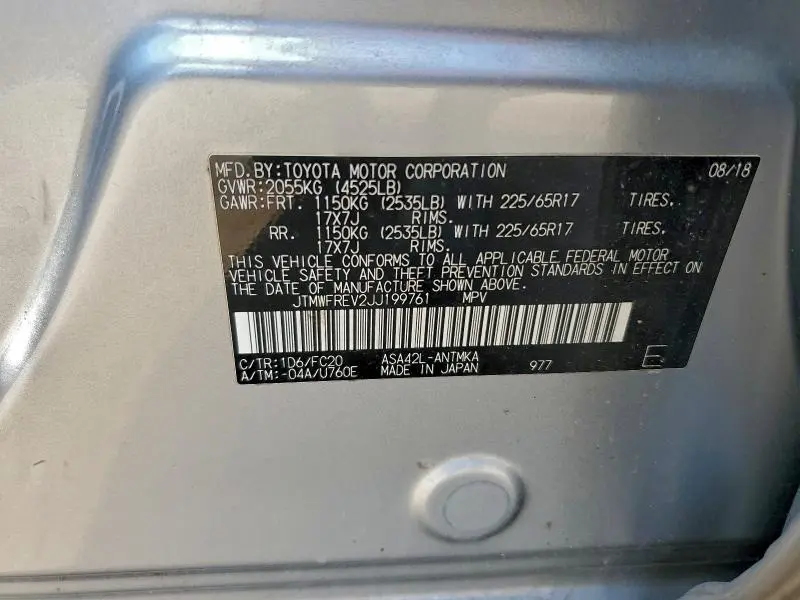 MFD.BY:TOYOTA MOTOR CORPORATION 08/18
GVWR:2055KG (4525LB)
GAWR:FRT. 1150KG (2535LB) WITH 225/65R17 TIRES.
17X7J RIMS.
RR. 1150KG (2535LB) WITH 225/65R17 TIRES.
17X7J RIMS.
THIS VEHICLE CONFORMS TO ALL APPLICABLE FEDERAL MOTOR
VEHICLE SAFETY AND THEFT PREVENTION STANDARDS IN EFFECT ON
THE DATE OF MANUFACTURE SHOWN ABOVE.
JTMWFREV2JJ199761 MPV
C/TR:1D6/FC20 ASA42L-ANTMKA
A/TM:-04A/U760E MADE IN JAPAN 977 E